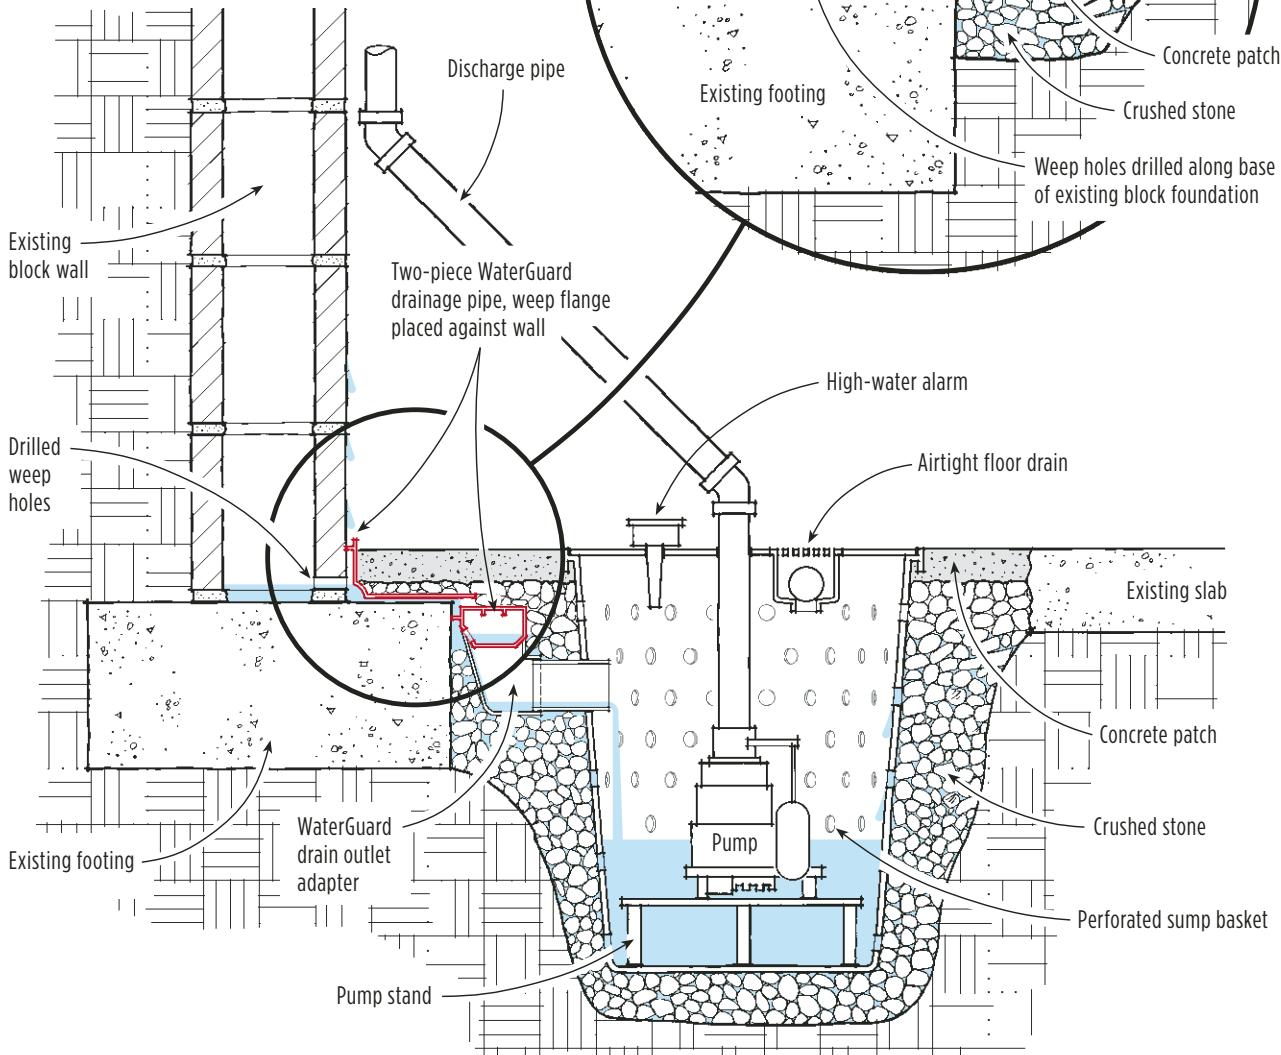 Discharge pipe
Concrete patch
Existing footing
Crushed stone
Weep holes drilled along base
of existing block foundation
Existing
block wall
Two-piece WaterGuard
drainage pipe, weep flange
placed against wall
High-water alarm
Drilled
weep
holes
Airtight floor drain
Existing slab
Concrete patch
WaterGuard
drain outlet
adapter
Pump
Crushed stone
Existing footing
Perforated sump basket
Pump stand